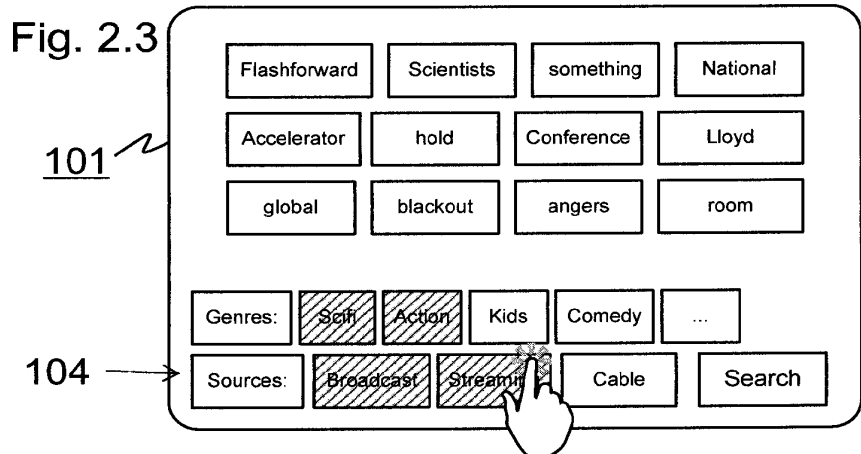 Fig. 2.3
Flashforward Scientists something National
101
Accelerator hold Conference Lloyd
global blackout angers room
Genres: Scifi Action Kids Comedy ...
104
Sources: Broadcast Streaming Cable Search